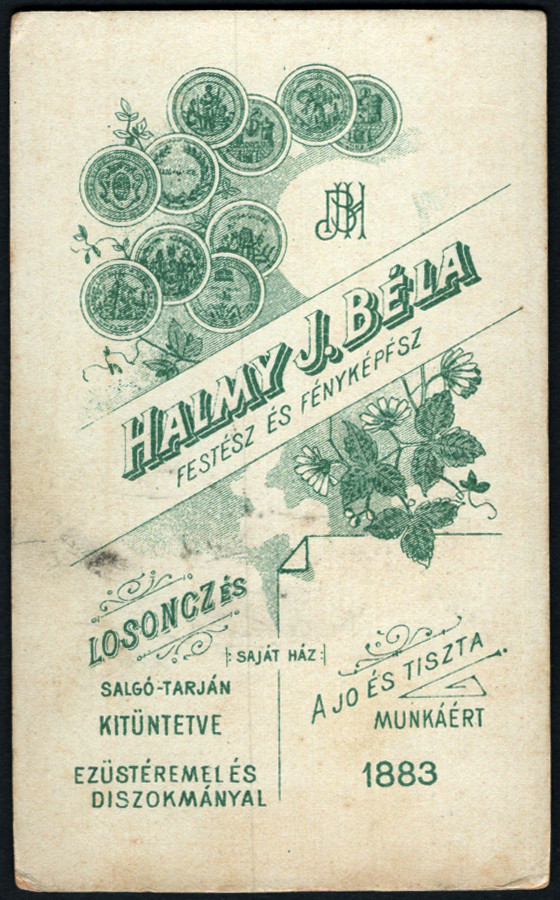 JBH
HALMY J. BÉLA
FESTÉSZ ÉS FÉNYKÉPÉSZ
LOSONCZ ÉS
SAJÁT HÁZ
SALGÓ-TARJÁN
KITÜNTETVE
EZÜSTÉREMEL ÉS
DISZOKMÁNYAL
A JO ÉS TISZTA
MUNKÁÉRT
1883